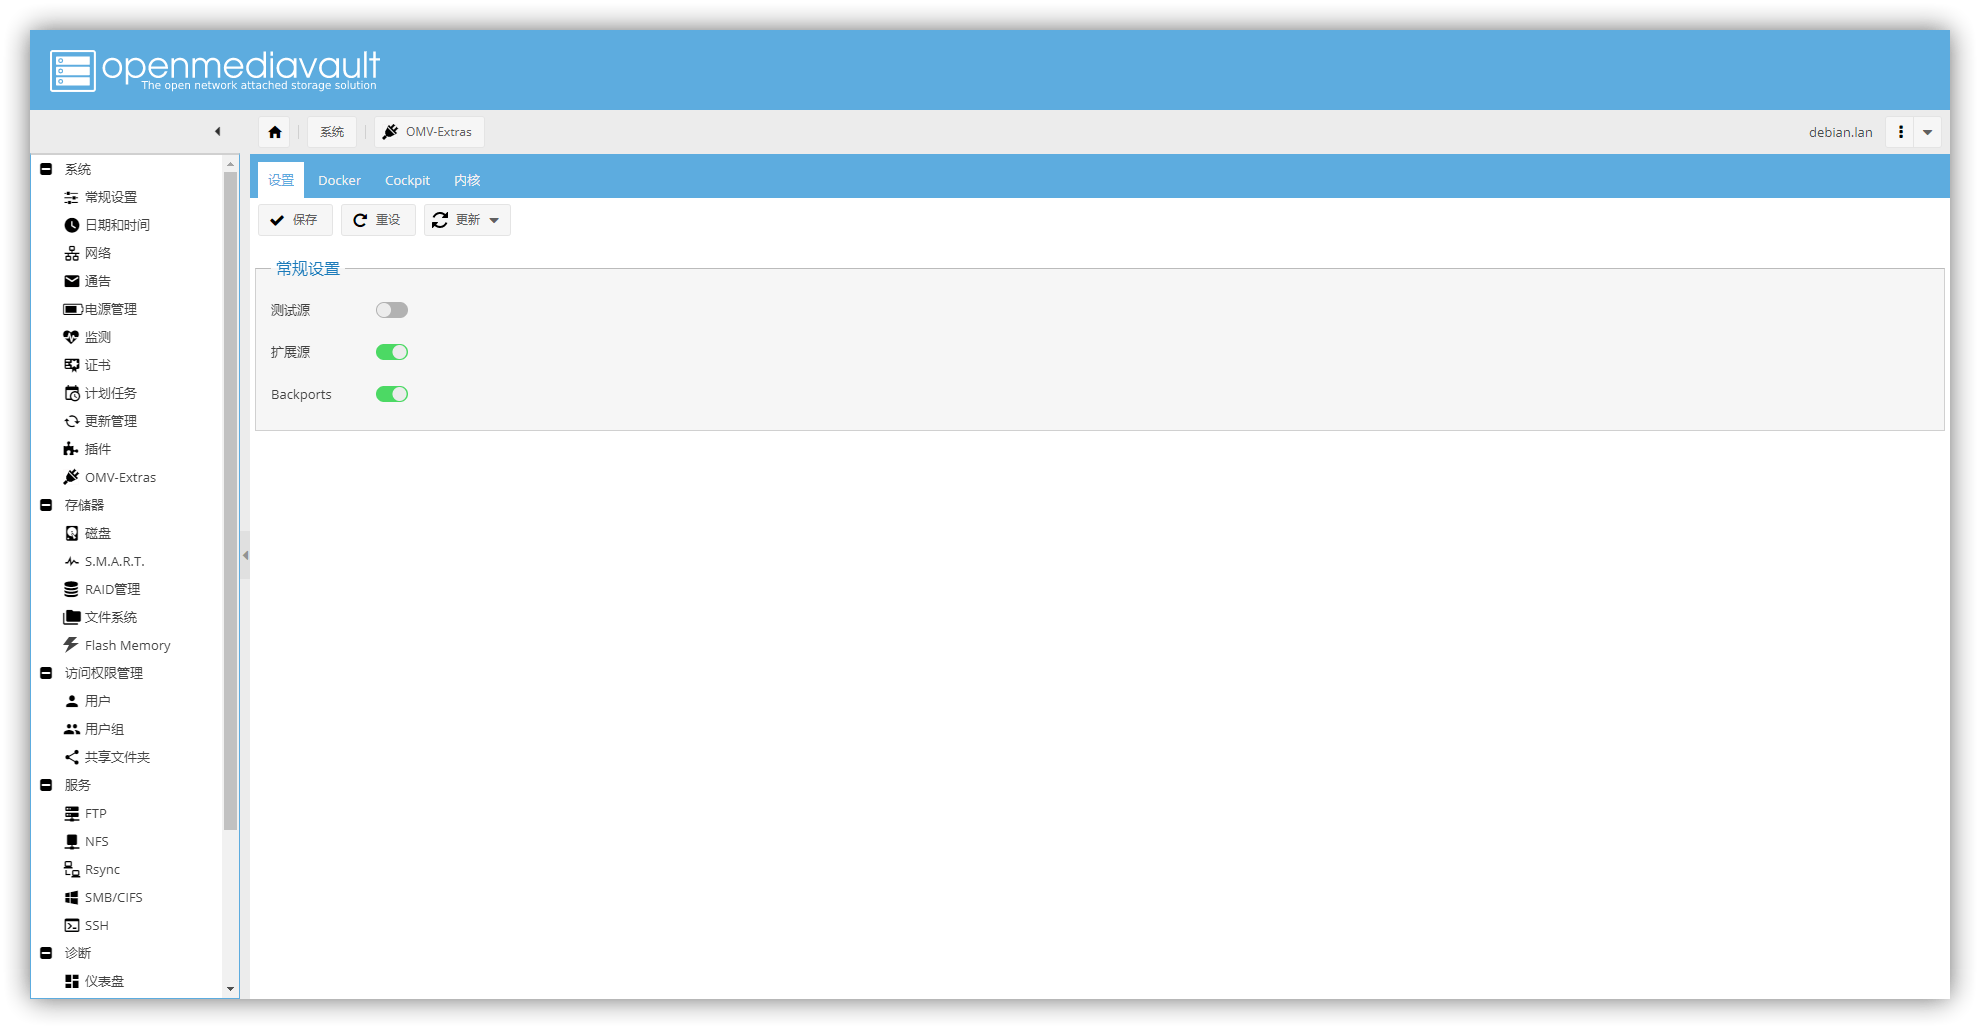 openmediavault
The open network attached storage solution
系统
OMV-Extras
debian.lan
系统
常规设置
日期和时间
网络
通告
电源管理
监测
证书
计划任务
更新管理
插件
OMV-Extras
存储器
磁盘
S.M.A.R.T.
RAID管理
文件系统
Flash Memory
访问权限管理
用户
用户组
共享文件夹
服务
FTP
NFS
Rsync
SMB/CIFS
SSH
诊断
仪表盘
设置
Docker
Cockpit
内核
保存
重设
更新
常规设置
测试源
扩展源
Backports